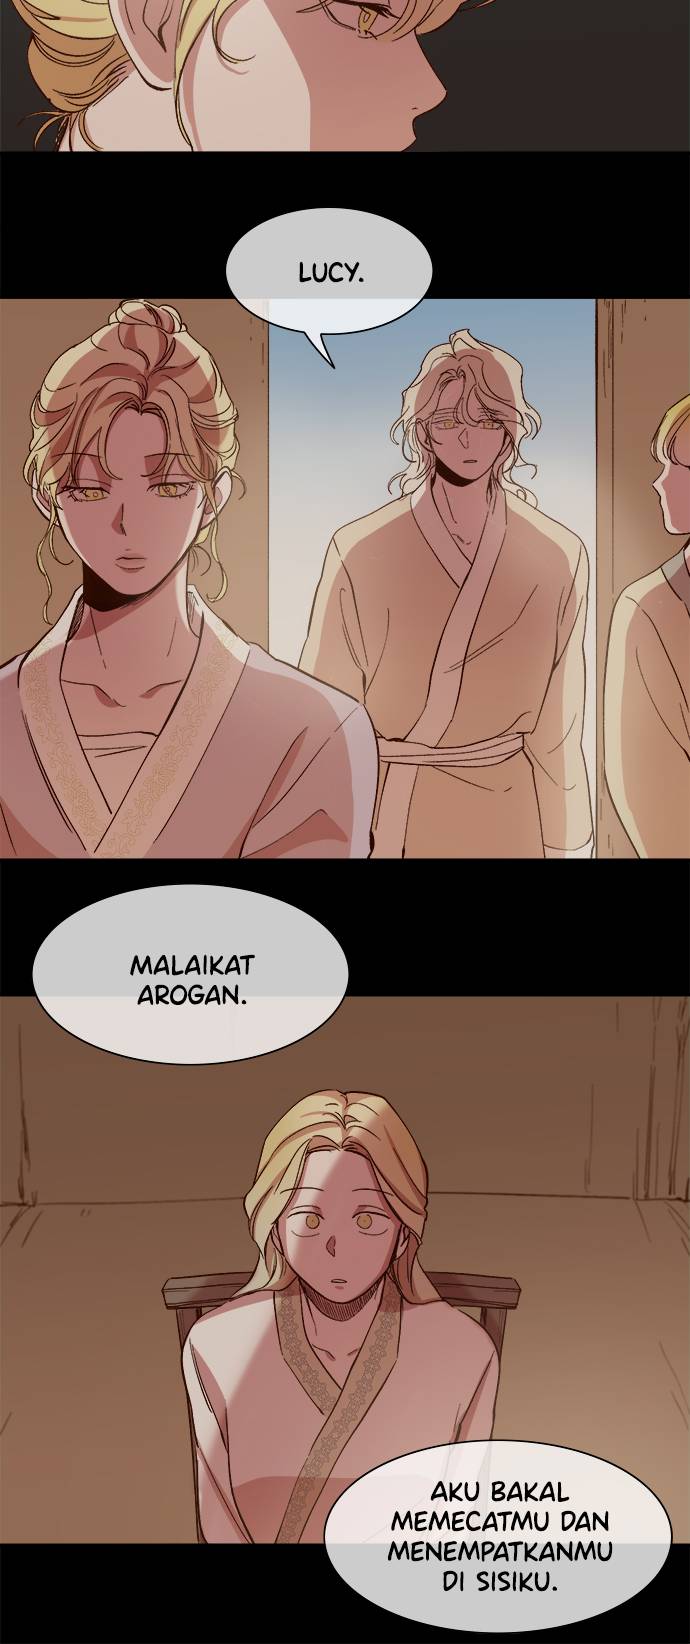 LUCY.
MALAIKAT
AROGAN.
AKU BAKAL
MEMECATMU DAN
MENEMPATKANMU
DI SISIKU.